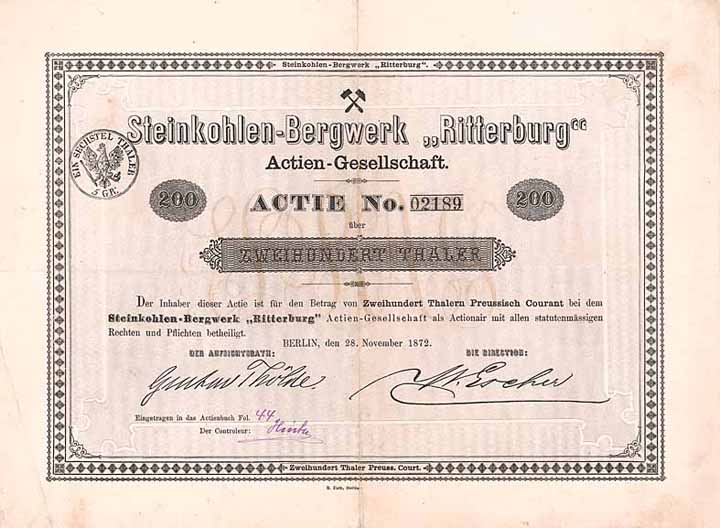 Steinkohlen-Bergwerk „Ritterburg".
Steinkohlen-Bergwerk „Ritterburg"
Actien-Gesellschaft.
EIN SECHSTEL THALER
5 GR.
200
ACTIE No. 02189
200
über
ZWEIHUNDERT THALER
Der Inhaber dieser Actie ist für den Betrag von Zweihundert Thalern Preussisch Courant bei dem
Steinkohlen-Bergwerk „Ritterburg" Actien-Gesellschaft als Actionair mit allen statutenmässigen
Rechten und Pflichten betheiligt.
BERLIN, den 28. November 1872.
DER AUFSICHTSRATH:
DIE DIRECTION:
Gustav Thölde.
W. Escher
Eingetragen in das Actienbuch Fol. 44
Der Controleur:
Zweihundert Thaler Preuss. Court.